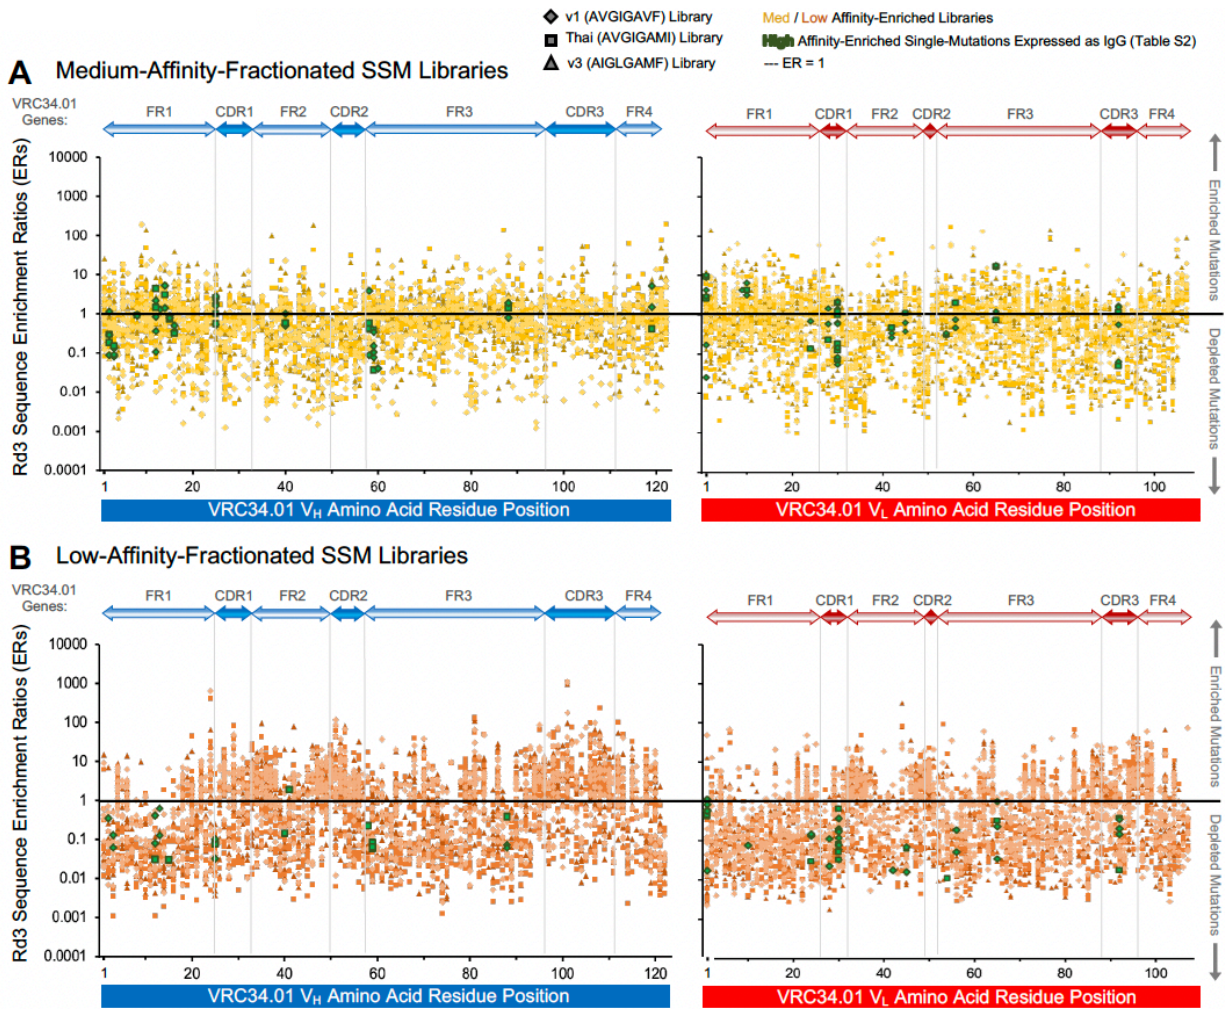 v1 (AVGIGAVF) Library
Thai (AVGIGAMI) Library
v3 (AIGLGAMF) Library
Med / Low Affinity-Enriched Libraries
High Affinity-Enriched Single-Mutations Expressed as IgG (Table S2)
--- ER = 1
A Medium-Affinity-Fractionated SSM Libraries
VRC34.01
Genes:
FR1 CDR1 FR2 CDR2 FR3 CDR3 FR4
FR1 CDR1 FR2 CDR2 FR3 CDR3 FR4
Rd3 Sequence Enrichment Ratios (ERs)
10000
1000
100
10
1
0.1
0.01
0.001
0.0001
1 20 40 60 80 100 120
1 20 40 60 80 100
Enriched Mutations
Depleted Mutations
VRC34.01 VH Amino Acid Residue Position
VRC34.01 VL Amino Acid Residue Position
B Low-Affinity-Fractionated SSM Libraries
VRC34.01
Genes:
FR1 CDR1 FR2 CDR2 FR3 CDR3 FR4
FR1 CDR1 FR2 CDR2 FR3 CDR3 FR4
Rd3 Sequence Enrichment Ratios (ERs)
10000
1000
100
10
1
0.1
0.01
0.001
0.0001
1 20 40 60 80 100 120
1 20 40 60 80 100
Enriched Mutations
Depleted Mutations
VRC34.01 VH Amino Acid Residue Position
VRC34.01 VL Amino Acid Residue Position